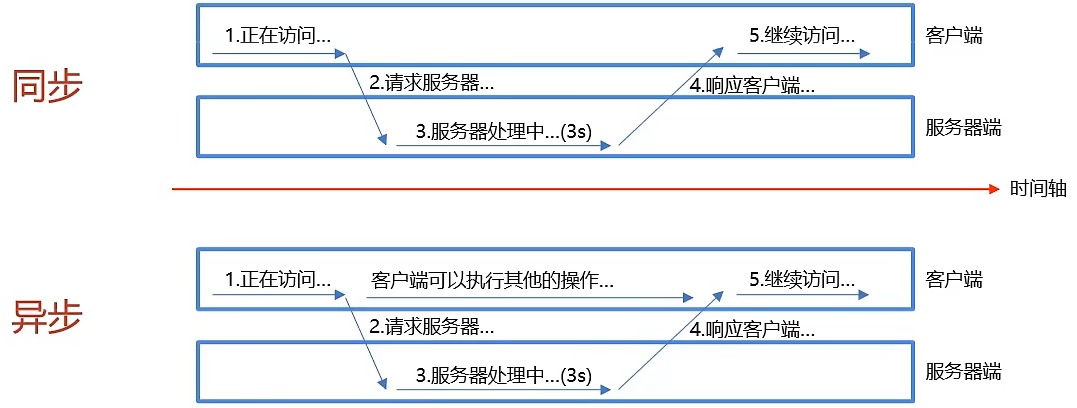 1.正在访问...
5.继续访问...
客户端
同步
2.请求服务器...
4.响应客户端...
3.服务器处理中...(3s)
服务器端
时间轴
1.正在访问...
客户端可以执行其他的操作...
5.继续访问...
客户端
异步
2.请求服务器...
4.响应客户端...
3.服务器处理中...(3s)
服务器端